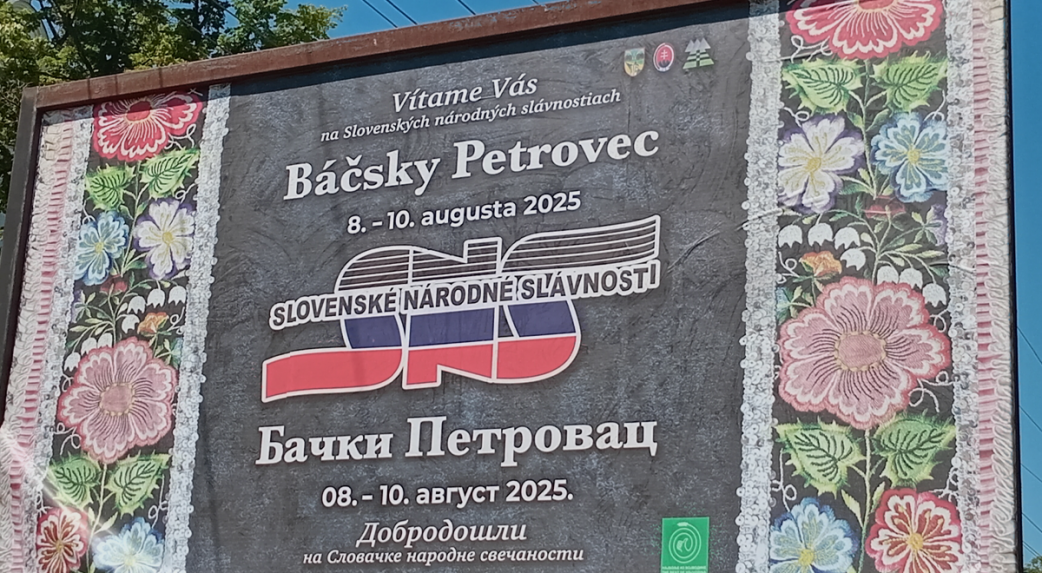 Vítame Vás
na Slovenských národných slávnostiach
Báčsky Petrovec
8. - 10. augusta 2025
SNS
SLOVENSKÉ NÁRODNÉ SLÁVNOSTI
Бачки Петровац
08. - 10. август 2025.
Добродошли
на Словачке народне свечаности